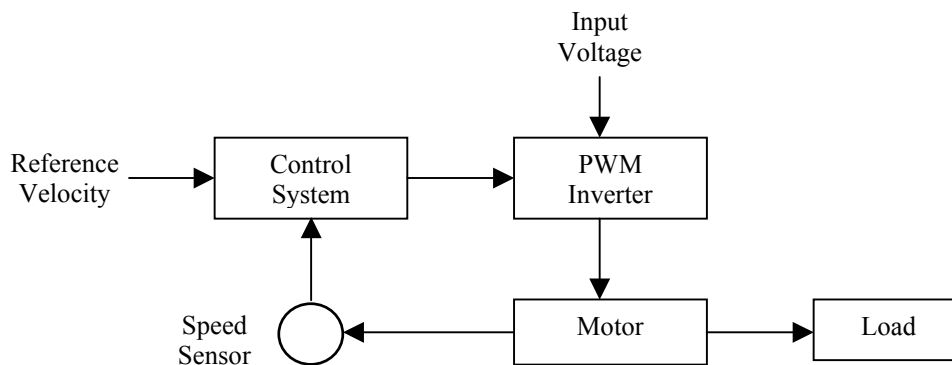 Input
Voltage
Reference
Velocity
Control
System
PWM
Inverter
Speed
Sensor
Motor
Load